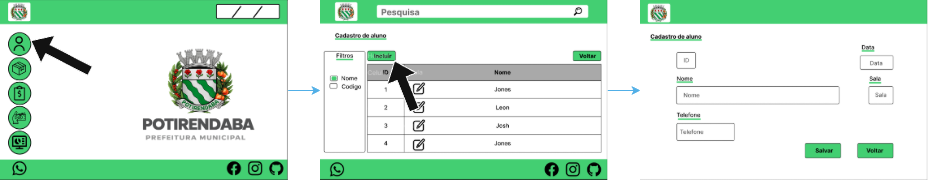 POTIRENDABA
PREFEITURA MUNICIPAL
Pesquisa
Cadastro de aluno
Filtros
Incluir
Voltar
Nome
Codigo
ID
Nome
1
Jones
2
Leon
3
Josh
4
Jones
Cadastro de aluno
ID
Data
Data
Nome
Nome
Sala
Sala
Telefone
Telefone
Salvar
Voltar